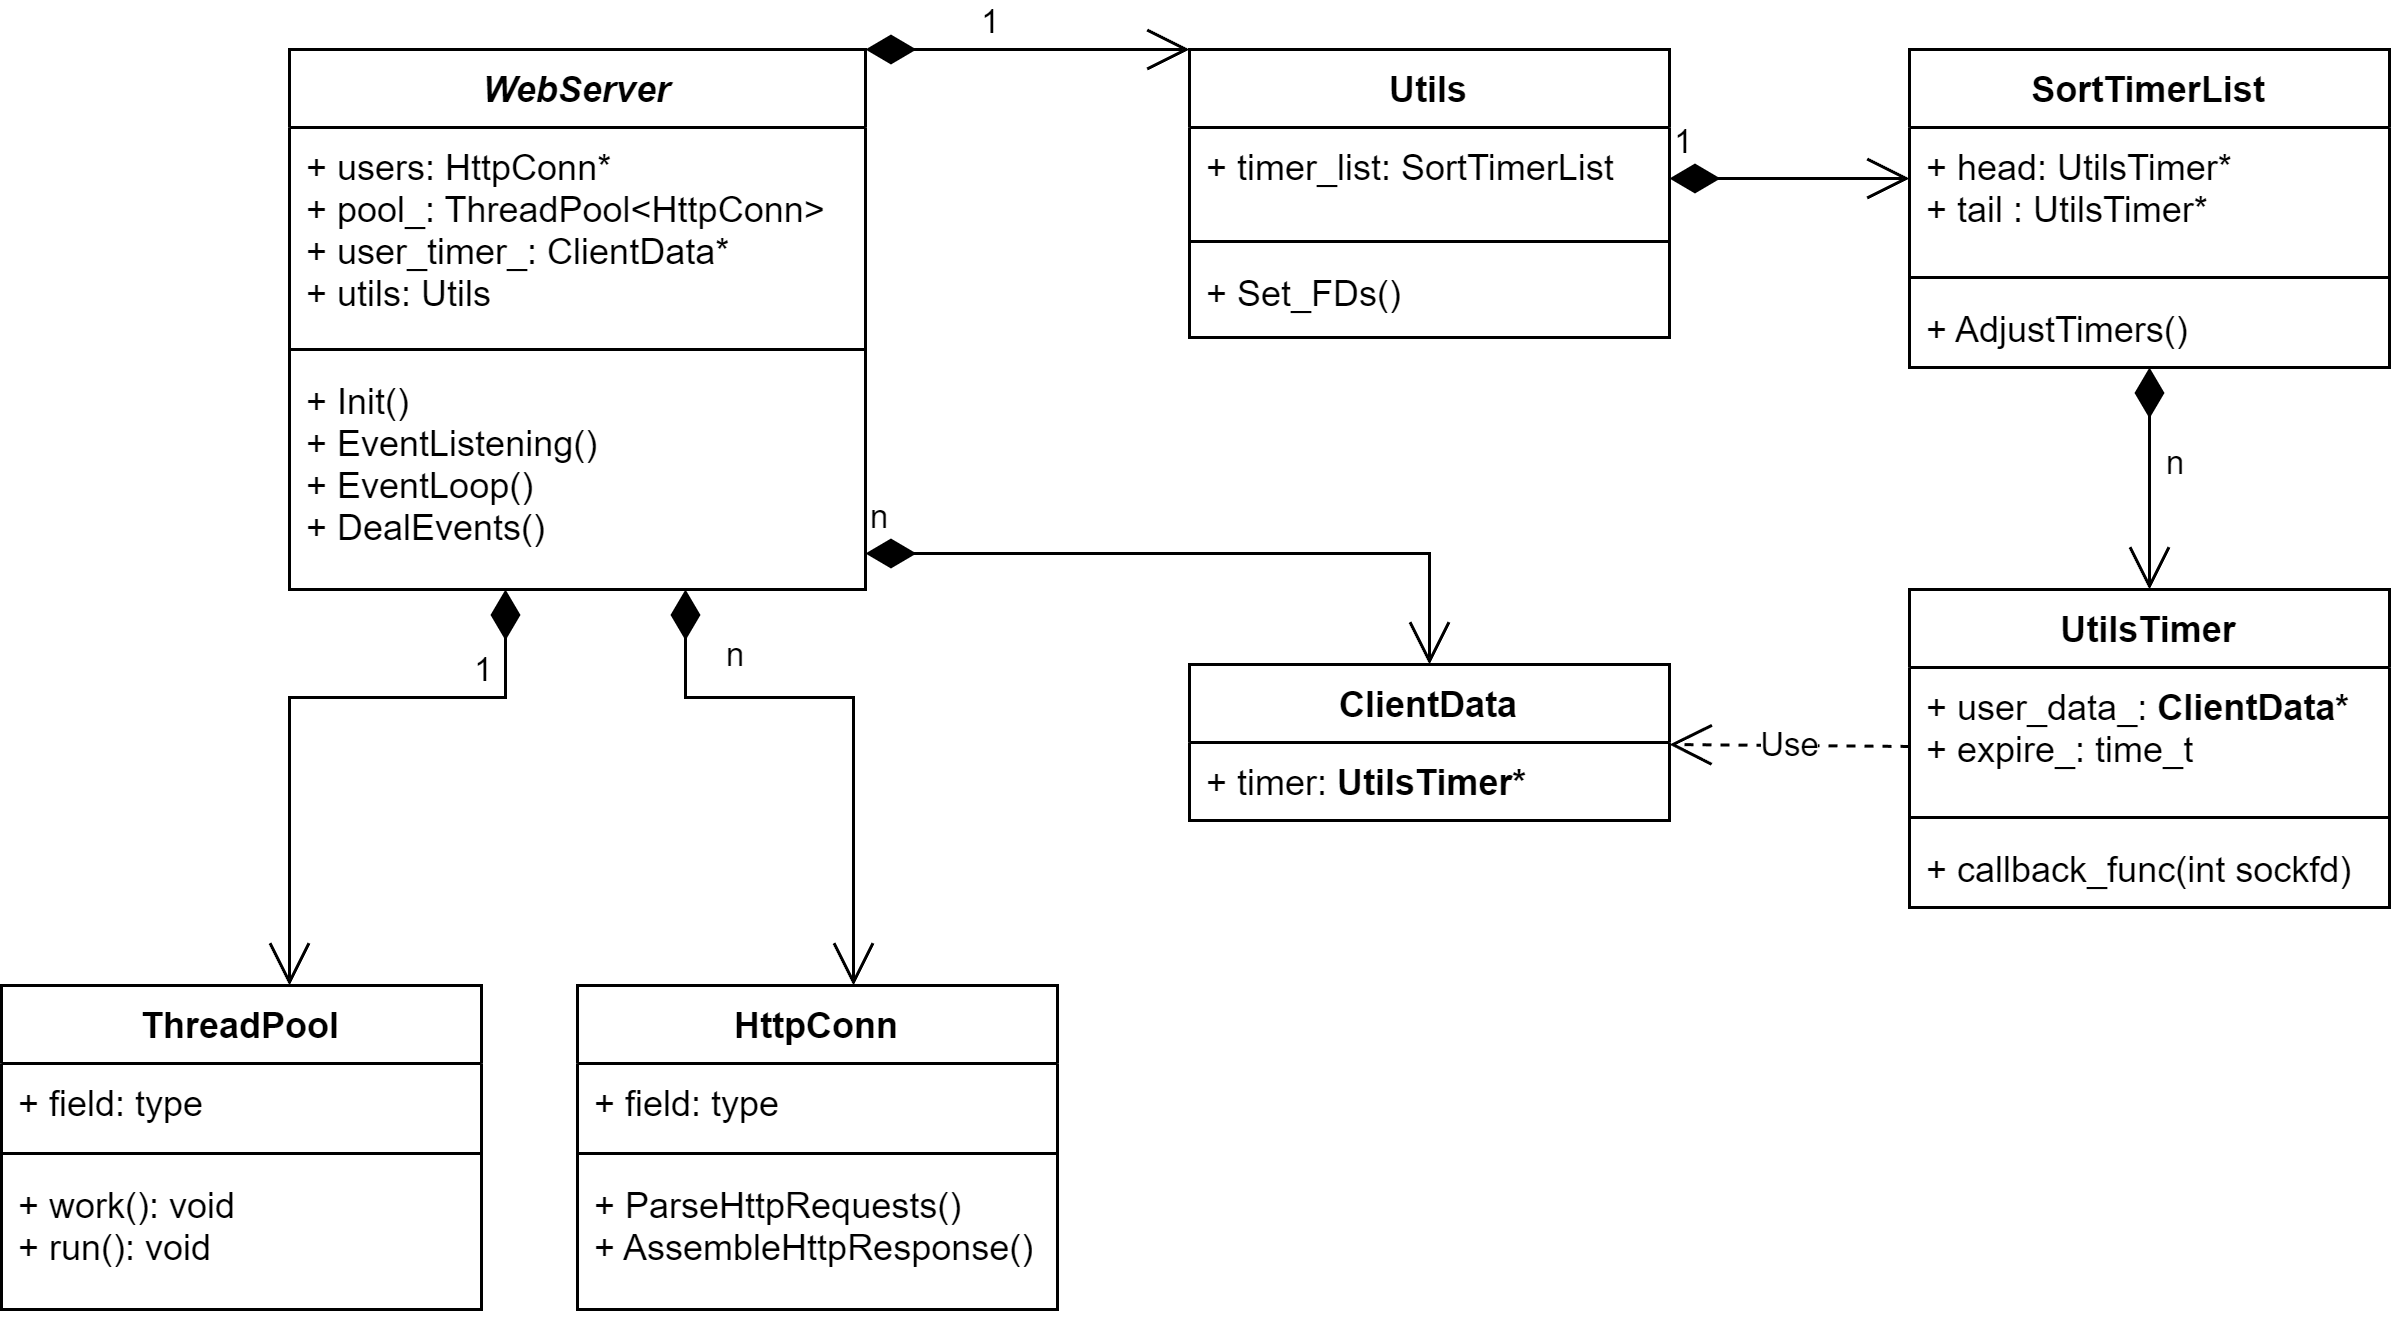 WebServer
+ users: HttpConn*
+ pool_: ThreadPool<HttpConn>
+ user_timer_: ClientData*
+ utils: Utils
+ Init()
+ EventListening()
+ EventLoop()
+ DealEvents()
1
Utils
+ timer_list: SortTimerList
+ Set_FDs()
1
SortTimerList
+ head: UtilsTimer*
+ tail : UtilsTimer*
+ AdjustTimers()
n
n
ClientData
+ timer: UtilsTimer*
Use
UtilsTimer
+ user_data_: ClientData*
+ expire_: time_t
+ callback_func(int sockfd)
1
n
ThreadPool
+ field: type
+ work(): void
+ run(): void
HttpConn
+ field: type
+ ParseHttpRequests()
+ AssembleHttpResponse()